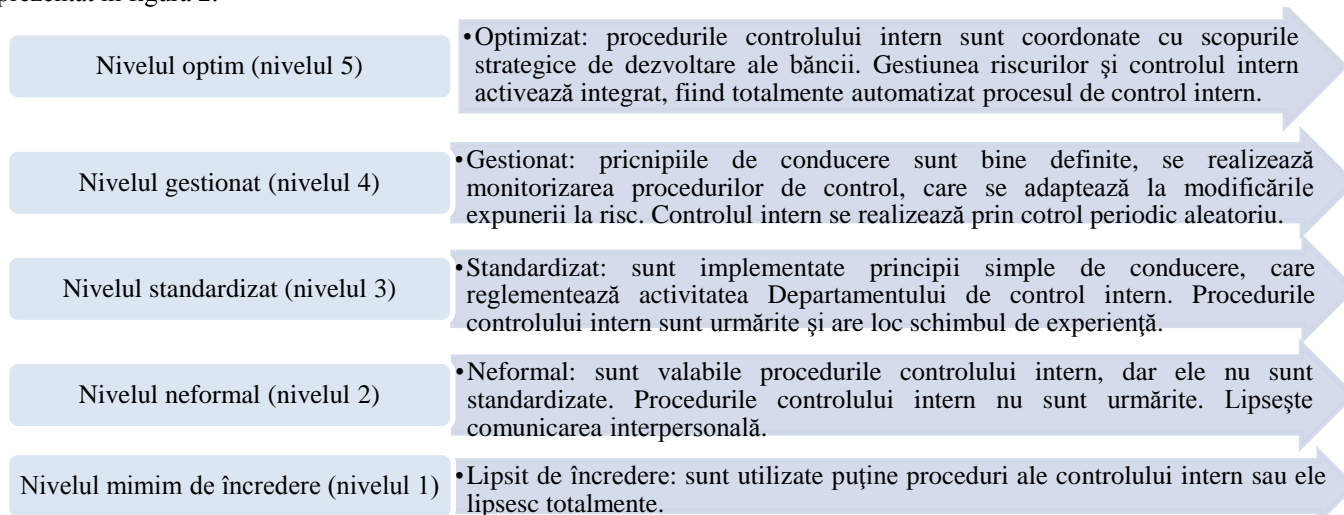 prezentat în figura 2.
Nivelul optim (nivelul 5)
•Optimizat: procedurile controlului intern sunt coordonate cu scopurile
strategice de dezvoltare ale băncii. Gestiunea riscurilor şi controlul intern
activează integrat, fiind totalmente automatizat procesul de control intern.
Nivelul gestionat (nivelul 4)
•Gestionat: pricnipiile de conducere sunt bine definite, se realizează
monitorizarea procedurilor de control, care se adaptează la modificările
expunerii la risc. Controlul intern se realizează prin cotrol periodic aleatoriu.
Nivelul standardizat (nivelul 3)
•Standardizat: sunt implementate principii simple de conducere, care
reglementează activitatea Departamentului de control intern. Procedurile
controlului intern sunt urmărite şi are loc schimbul de experienţă.
Nivelul neformal (nivelul 2)
•Neformal: sunt valabile procedurile controlului intern, dar ele nu sunt
standardizate. Procedurile controlului intern nu sunt urmărite. Lipseşte
comunicarea interpersonală.
Nivelul mimim de încredere (nivelul 1)
•Lipsit de încredere: sunt utilizate puţine proceduri ale controlului intern sau ele
lipsesc totalmente.